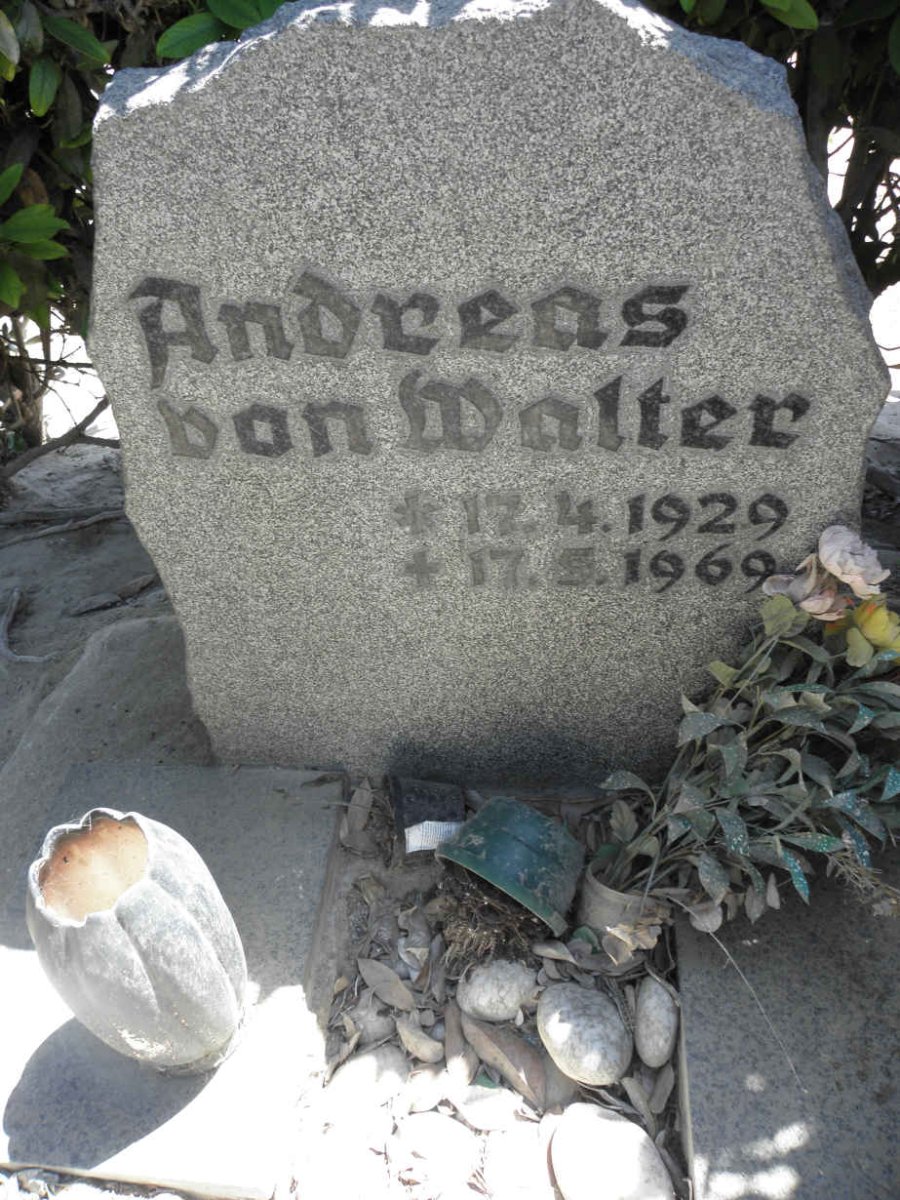 Andreas
von Walter
* 17. 4. 1929
+ 17. 5. 1969